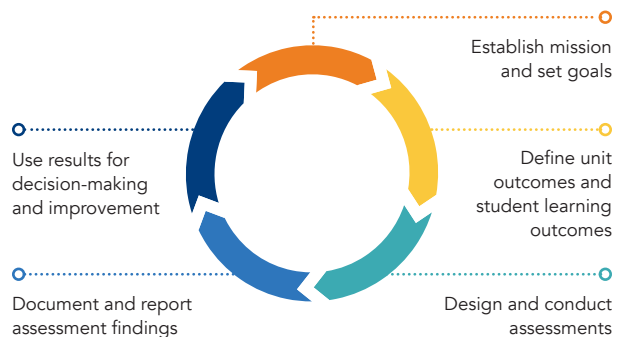 Establish mission
and set goals
Define unit
outcomes and
student learning
outcomes
Design and conduct
assessments
Document and report
assessment findings
Use results for
decision-making
and improvement